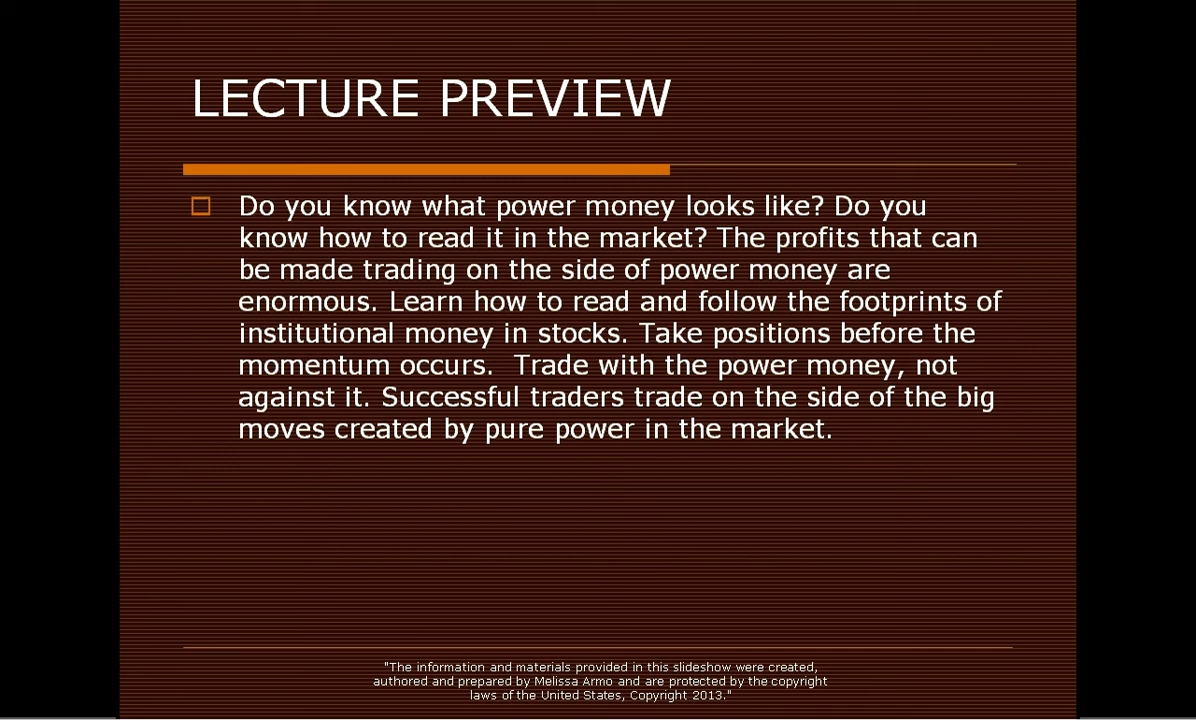 LECTURE PREVIEW
Do you know what power money looks like? Do you
know how to read it in the market? The profits that can
be made trading on the side of power money are
enormous. Learn how to read and follow the footprints of
institutional money in stocks. Take positions before the
momentum occurs.  Trade with the power money, not
against it. Successful traders trade on the side of the big
moves created by pure power in the market.
"The information and materials provided in this slideshow were created,
authored and prepared by Melissa Armo and are protected by the copyright
laws of the United States, Copyright 2013."